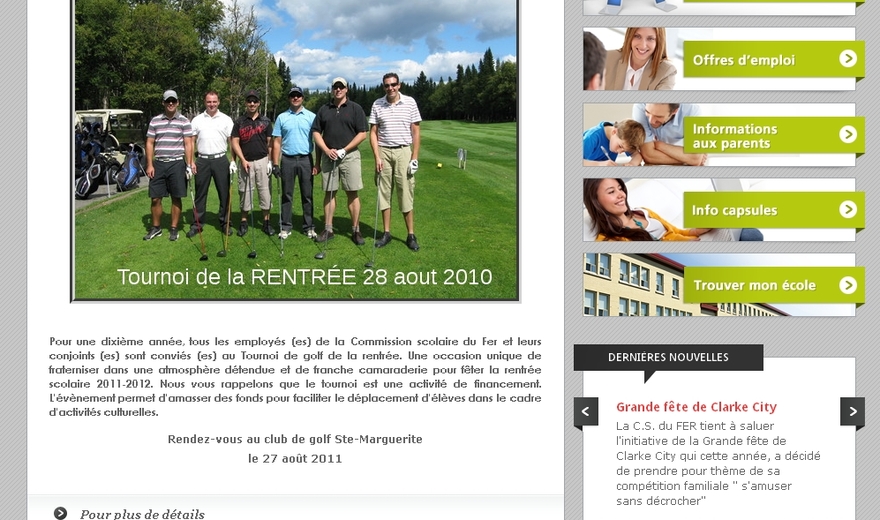 Tournoi de la RENTRÉE 28 aout 2010
Pour une dixième année, tous les employés (es) de la Commission scolaire du Fer et leurs
conjoints (es) sont conviés (es) au Tournoi de golf de la rentrée. Une occasion unique de
fraterniser dans une atmosphère détendue et de franche camaraderie pour fêter la rentrée
scolaire 2011-2012. Nous vous rappelons que le tournoi est une activité de financement.
L'évènement permet d'amasser des fonds pour faciliter le déplacement d'élèves dans le cadre
d'activités culturelles.
Rendez-vous au club de golf Ste-Marguerite
le 27 août 2011
Pour plus de détails
Offres d'emploi
Informations
aux parents
Info capsules
Trouver mon école
DERNIÈRES NOUVELLES
Grande fête de Clarke City
La C.S. du FER tient à saluer
l'initiative de la Grande fête de
Clarke City qui cette année, a décidé
de prendre pour thème de sa
compétition familiale " s'amuser
sans décrocher"